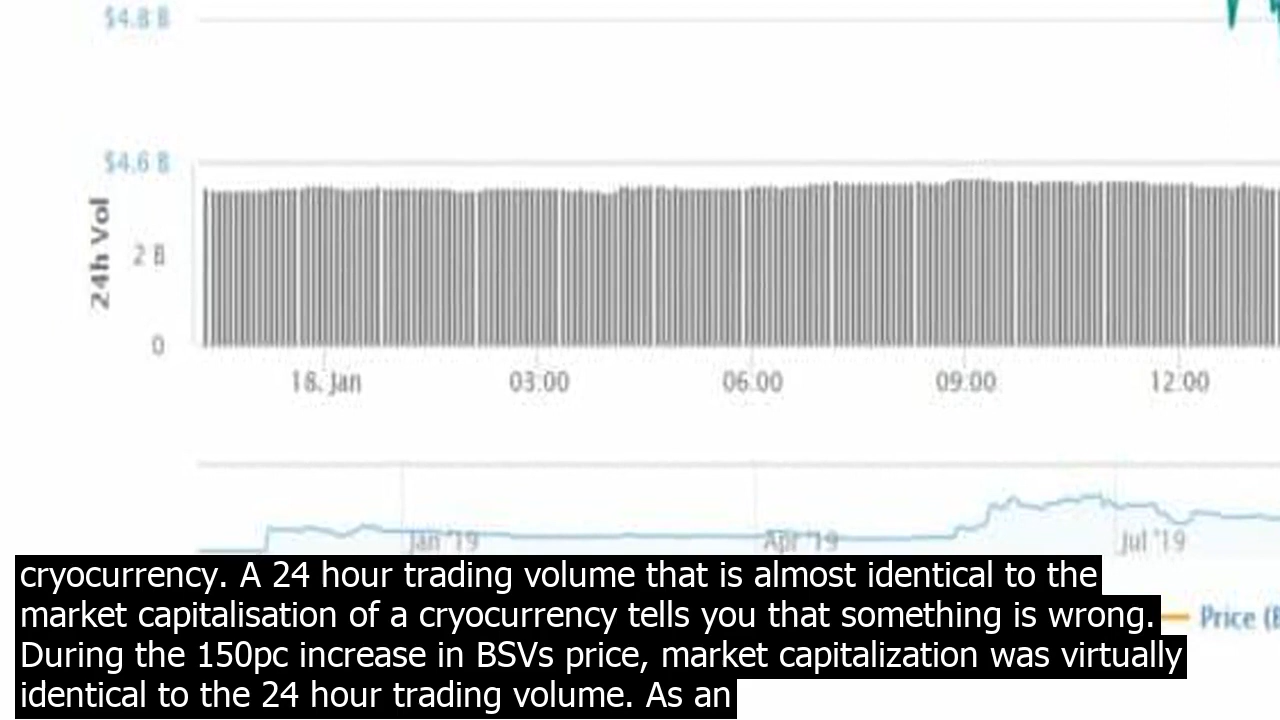 $4.8 B
$4.6 B
24h Vol
2 B
0
18. Jan 03:00 06:00 09:00 12:00
Jan '19 Apr '19 Jul '19
Price (
cryocurrency. A 24 hour trading volume that is almost identical to the
market capitalisation of a cryocurrency tells you that something is wrong.
During the 150pc increase in BSVs price, market capitalization was virtually
identical to the 24 hour trading volume. As an